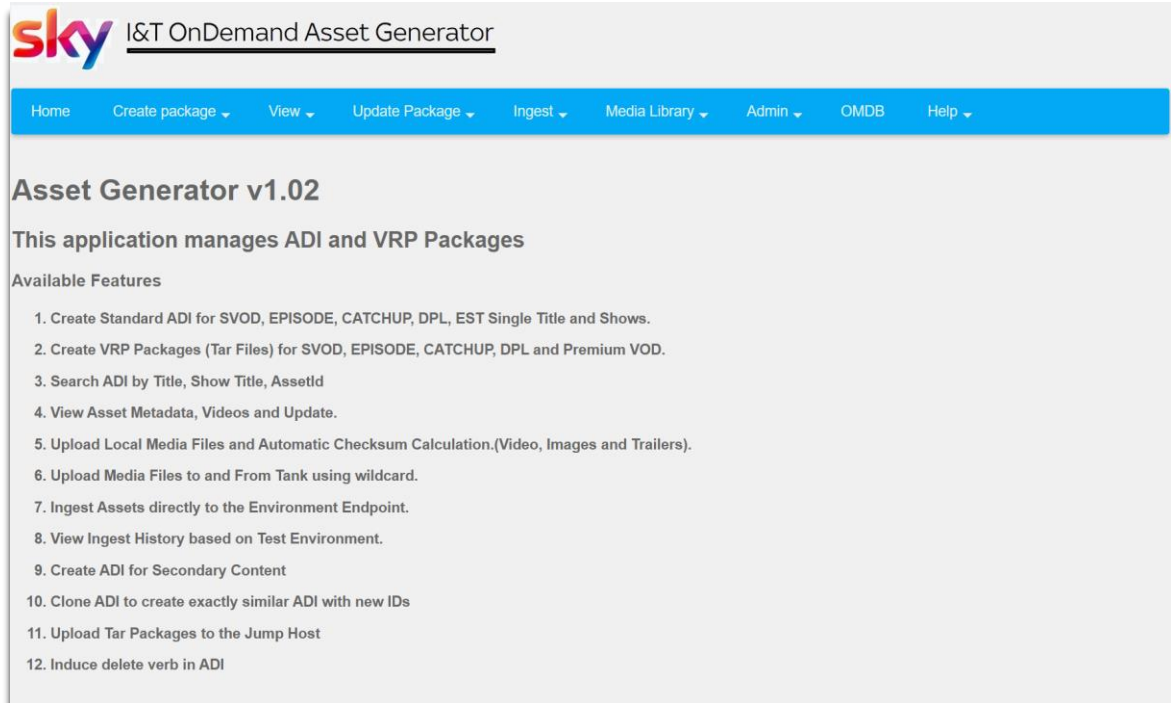 sky I&T OnDemand Asset Generator
Home Create package View Update Package Ingest Media Library Admin OMDB Help
Asset Generator v1.02
This application manages ADI and VRP Packages
Available Features
1. Create Standard ADI for SVOD, EPISODE, CATCHUP, DPL, EST Single Title and Shows.
2. Create VRP Packages (Tar Files) for SVOD, EPISODE, CATCHUP, DPL and Premium VOD.
3. Search ADI by Title, Show Title, AssetId
4. View Asset Metadata, Videos and Update.
5. Upload Local Media Files and Automatic Checksum Calculation.(Video, Images and Trailers).
6. Upload Media Files to and From Tank using wildcard.
7. Ingest Assets directly to the Environment Endpoint.
8. View Ingest History based on Test Environment.
9. Create ADI for Secondary Content
10. Clone ADI to create exactly similar ADI with new IDs
11. Upload Tar Packages to the Jump Host
12. Induce delete verb in ADI